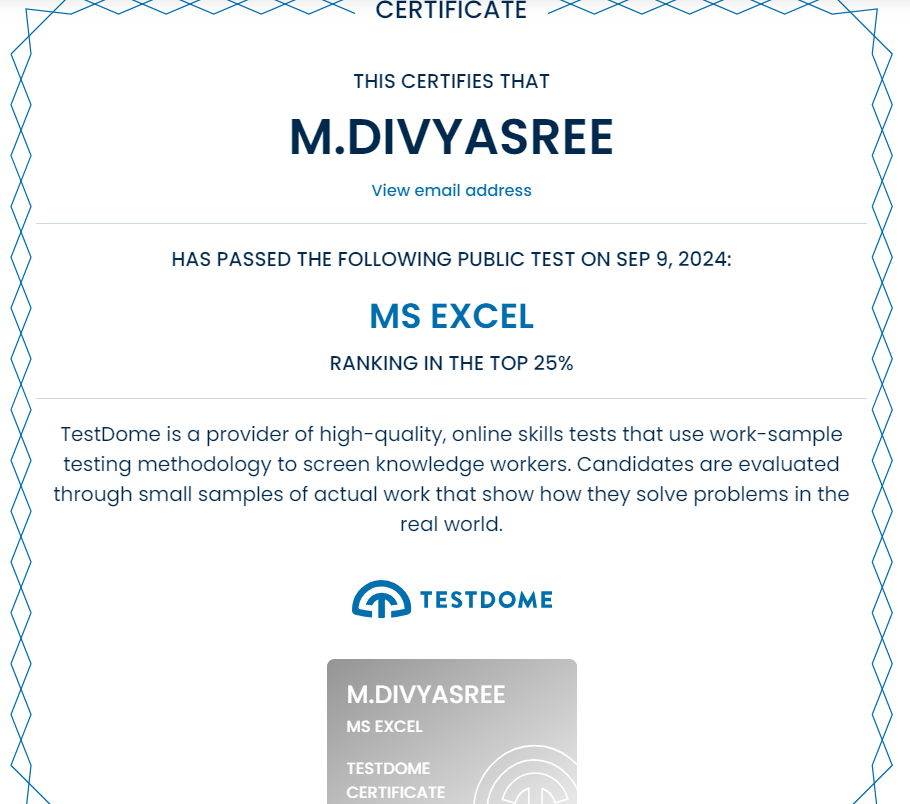 CERTIFICATE
THIS CERTIFIES THAT
M.DIVYASREE
View email address
HAS PASSED THE FOLLOWING PUBLIC TEST ON SEP 9, 2024:
MS EXCEL
RANKING IN THE TOP 25%
TestDome is a provider of high-quality, online skills tests that use work-sample
testing methodology to screen knowledge workers. Candidates are evaluated
through small samples of actual work that show how they solve problems in the
real world.
TESTDOME
M.DIVYASREE
MS EXCEL
TESTDOME
CERTIFICATE